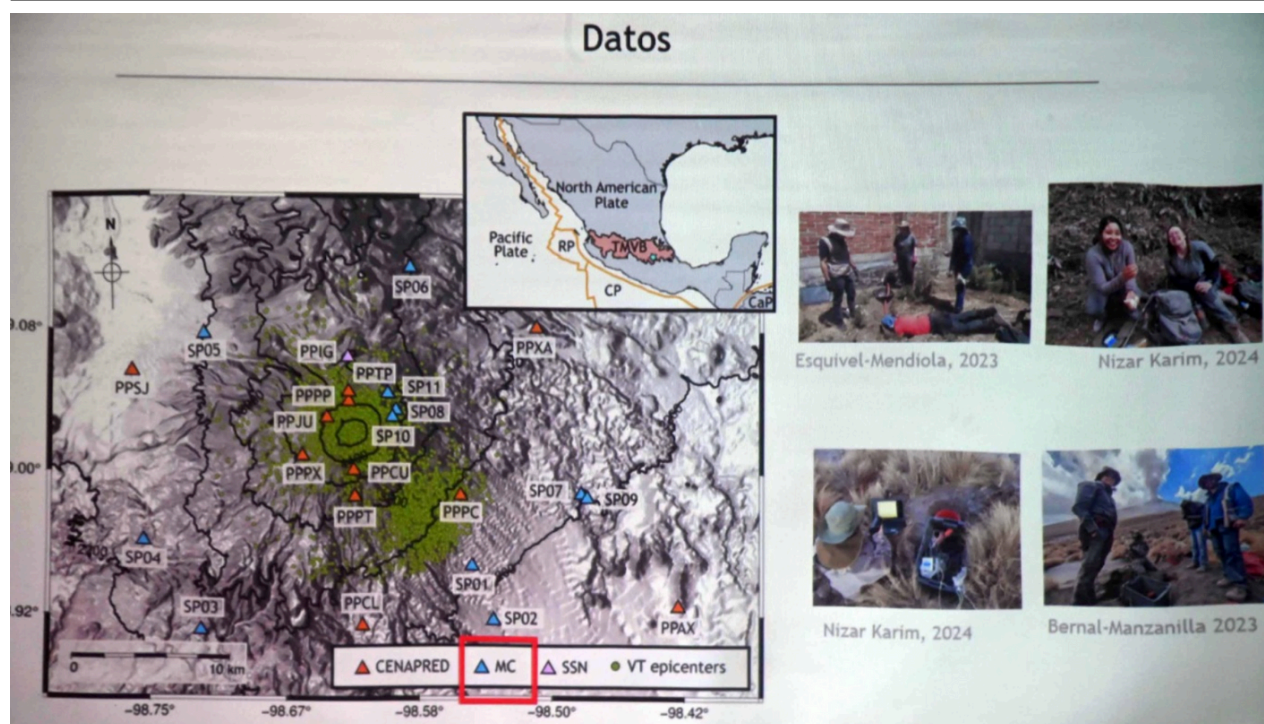 Datos
North American
Plate
Pacific
Plate
RP
TMVB
CP
CaP
N
SP06
9.08°
SP05
PPIG
PPXA
PPSJ
PPTP
SP11
PPPP
SP08
PPJU
SP10
9.00°
PPPX
PPCU
SP07
SP09
PPPT
PPPC
2200
SP04
SP01
SP03
PPCL
SP02
.92°
PPAX
0
10 km
CENAPRED
MC
SSN
VT epicenters
-98.75°
-98.67°
-98.58°
-98.50°
-98.42°
Esquivel-Mendiola, 2023
Nizar Karim, 2024
Nizar Karim, 2024
Bernal-Manzanilla 2023